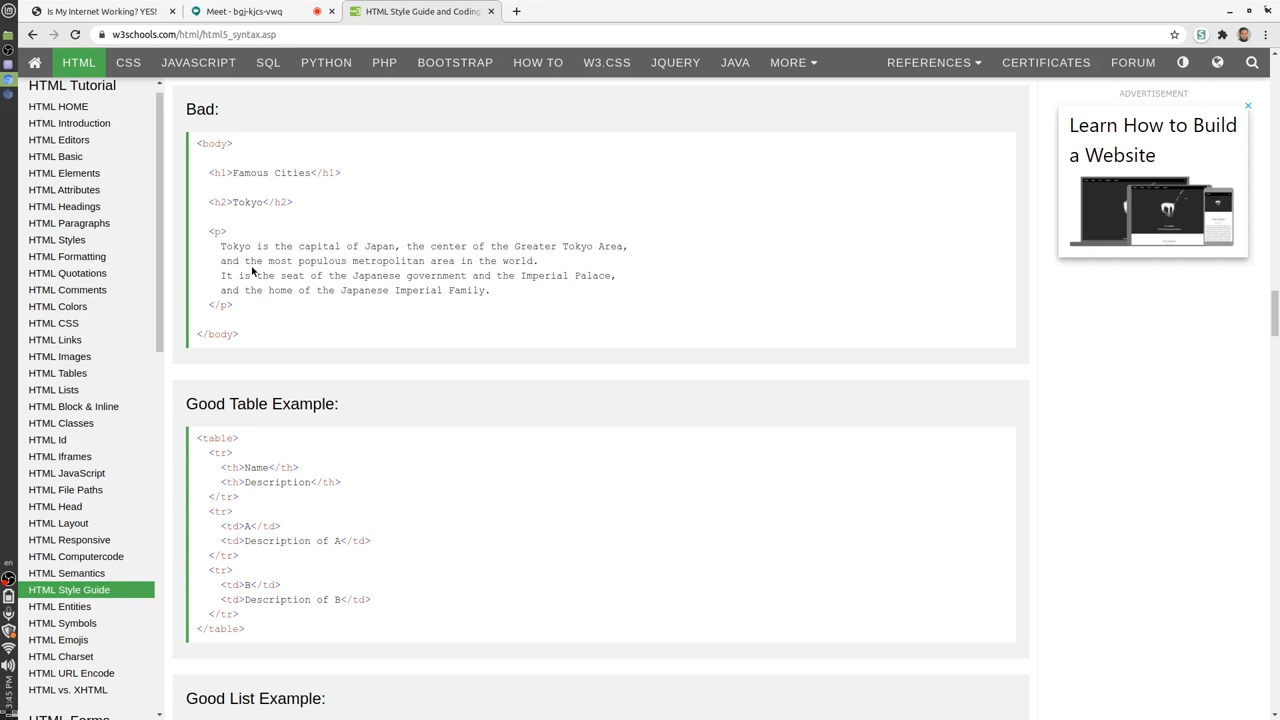 Is My Internet Working? YES!
Meet - bgj-kjcs-vwq
HTML Style Guide and Coding
w3schools.com/html/html5_syntax.asp
HTML CSS JAVASCRIPT SQL PYTHON PHP BOOTSTRAP HOW TO W3.CSS JQUERY JAVA MORE REFERENCES CERTIFICATES FORUM
HTML Tutorial
HTML HOME
HTML Introduction
HTML Editors
HTML Basic
HTML Elements
HTML Attributes
HTML Headings
HTML Paragraphs
HTML Styles
HTML Formatting
HTML Quotations
HTML Comments
HTML Colors
HTML CSS
HTML Links
HTML Images
HTML Tables
HTML Lists
HTML Block & Inline
HTML Classes
HTML Id
HTML Iframes
HTML JavaScript
HTML File Paths
HTML Head
HTML Layout
HTML Responsive
HTML Computercode
HTML Semantics
HTML Style Guide
HTML Entities
HTML Symbols
HTML Emojis
HTML Charset
HTML URL Encode
HTML vs. XHTML
Bad:
<body>
<h1>Famous Cities</h1>
<h2>Tokyo</h2>
<p>
Tokyo is the capital of Japan, the center of the Greater Tokyo Area,
and the most populous metropolitan area in the world.
It is the seat of the Japanese government and the Imperial Palace,
and the home of the Japanese Imperial Family.
</p>
</body>
Good Table Example:
<table>
<tr>
<th>Name</th>
<th>Description</th>
</tr>
<tr>
<td>A</td>
<td>Description of A</td>
</tr>
<tr>
<td>B</td>
<td>Description of B</td>
</tr>
</table>
Good List Example:
ADVERTISEMENT
Learn How to Build
a Website
en
3:45 PM